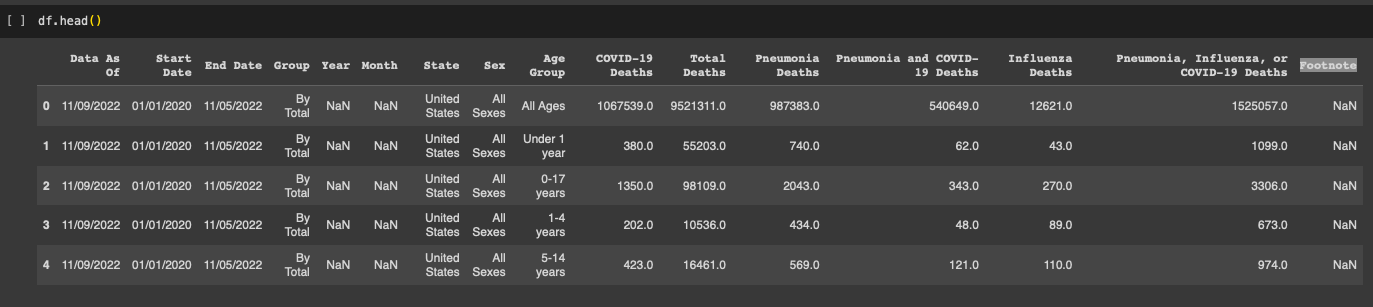 [ ] df.head()
Data As Of Start Date End Date Group Year Month State Sex Age Group COVID-19 Deaths Total Deaths Pneumonia Deaths Pneumonia and COVID-19 Deaths Influenza Deaths Pneumonia, Influenza, or COVID-19 Deaths Footnote
0 11/09/2022 01/01/2020 11/05/2022 By Total NaN NaN United States All Sexes All Ages 1067539.0 9521311.0 987383.0 540649.0 12621.0 1525057.0 NaN
1 11/09/2022 01/01/2020 11/05/2022 By Total NaN NaN United States All Sexes Under 1 year 380.0 55203.0 740.0 62.0 43.0 1099.0 NaN
2 11/09/2022 01/01/2020 11/05/2022 By Total NaN NaN United States All Sexes 0-17 years 1350.0 98109.0 2043.0 343.0 270.0 3306.0 NaN
3 11/09/2022 01/01/2020 11/05/2022 By Total NaN NaN United States All Sexes 1-4 years 202.0 10536.0 434.0 48.0 89.0 673.0 NaN
4 11/09/2022 01/01/2020 11/05/2022 By Total NaN NaN United States All Sexes 5-14 years 423.0 16461.0 569.0 121.0 110.0 974.0 NaN